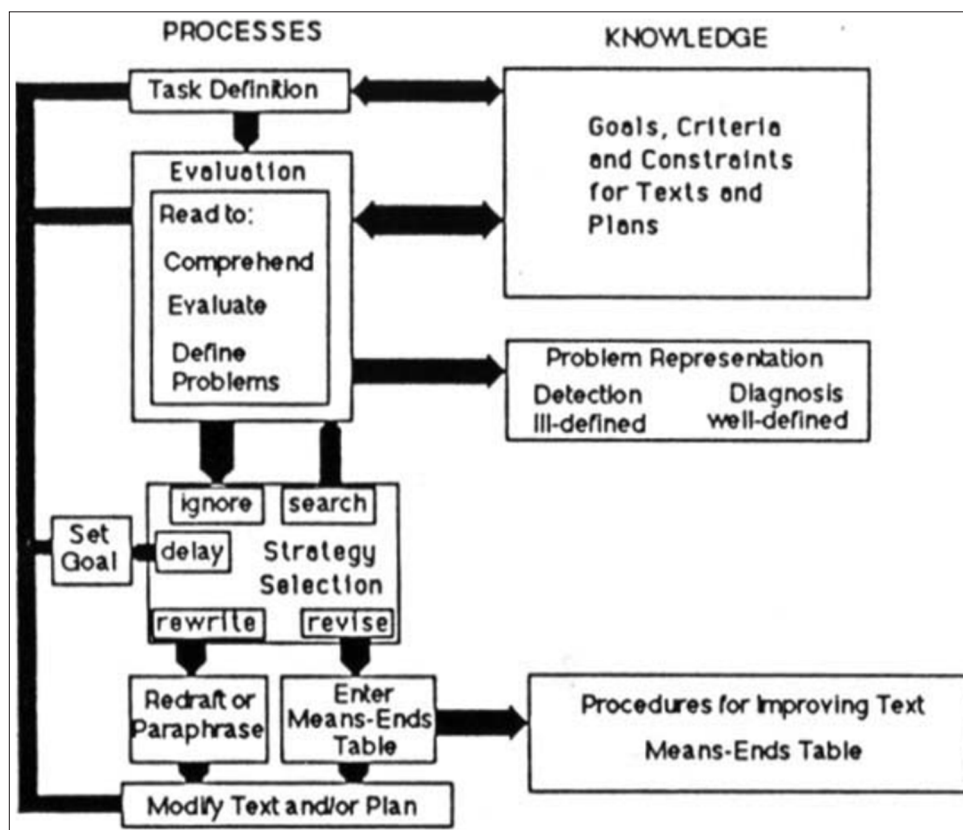 PROCESSES
KNOWLEDGE
Task Definition
Goals, Criteria
and Constraints
for Texts and
Plans
Evaluation
Read to:
Comprehend
Evaluate
Define
Problems
Problem Representation
Detection Diagnosis
Ill-defined well-defined
ignore search
Set
Goal
delay
Strategy
Selection
rewrite revise
Redraft or
Paraphrase
Enter
Means-Ends
Table
Procedures for Improving Text
Means-Ends Table
Modify Text and/or Plan